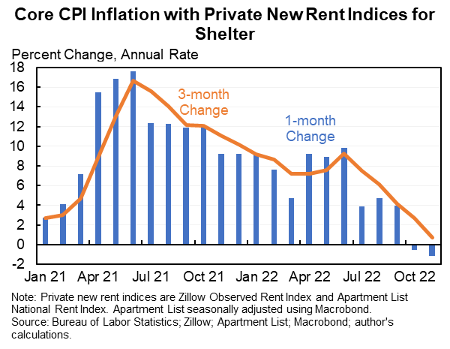 Core CPI Inflation with Private New Rent Indices for
Shelter
Percent Change, Annual Rate
18
16
14
12
10
8
6
4
2
0
-2
3-month
Change
1-month
Change
Jan 21 Apr 21 Jul 21 Oct 21 Jan 22 Apr 22 Jul 22 Oct 22
Note: Private new rent indices are Zillow Observed Rent Index and Apartment List
National Rent Index. Apartment List seasonally adjusted using Macrobond.
Source: Bureau of Labor Statistics; Zillow; Apartment List; Macrobond; author's
calculations.